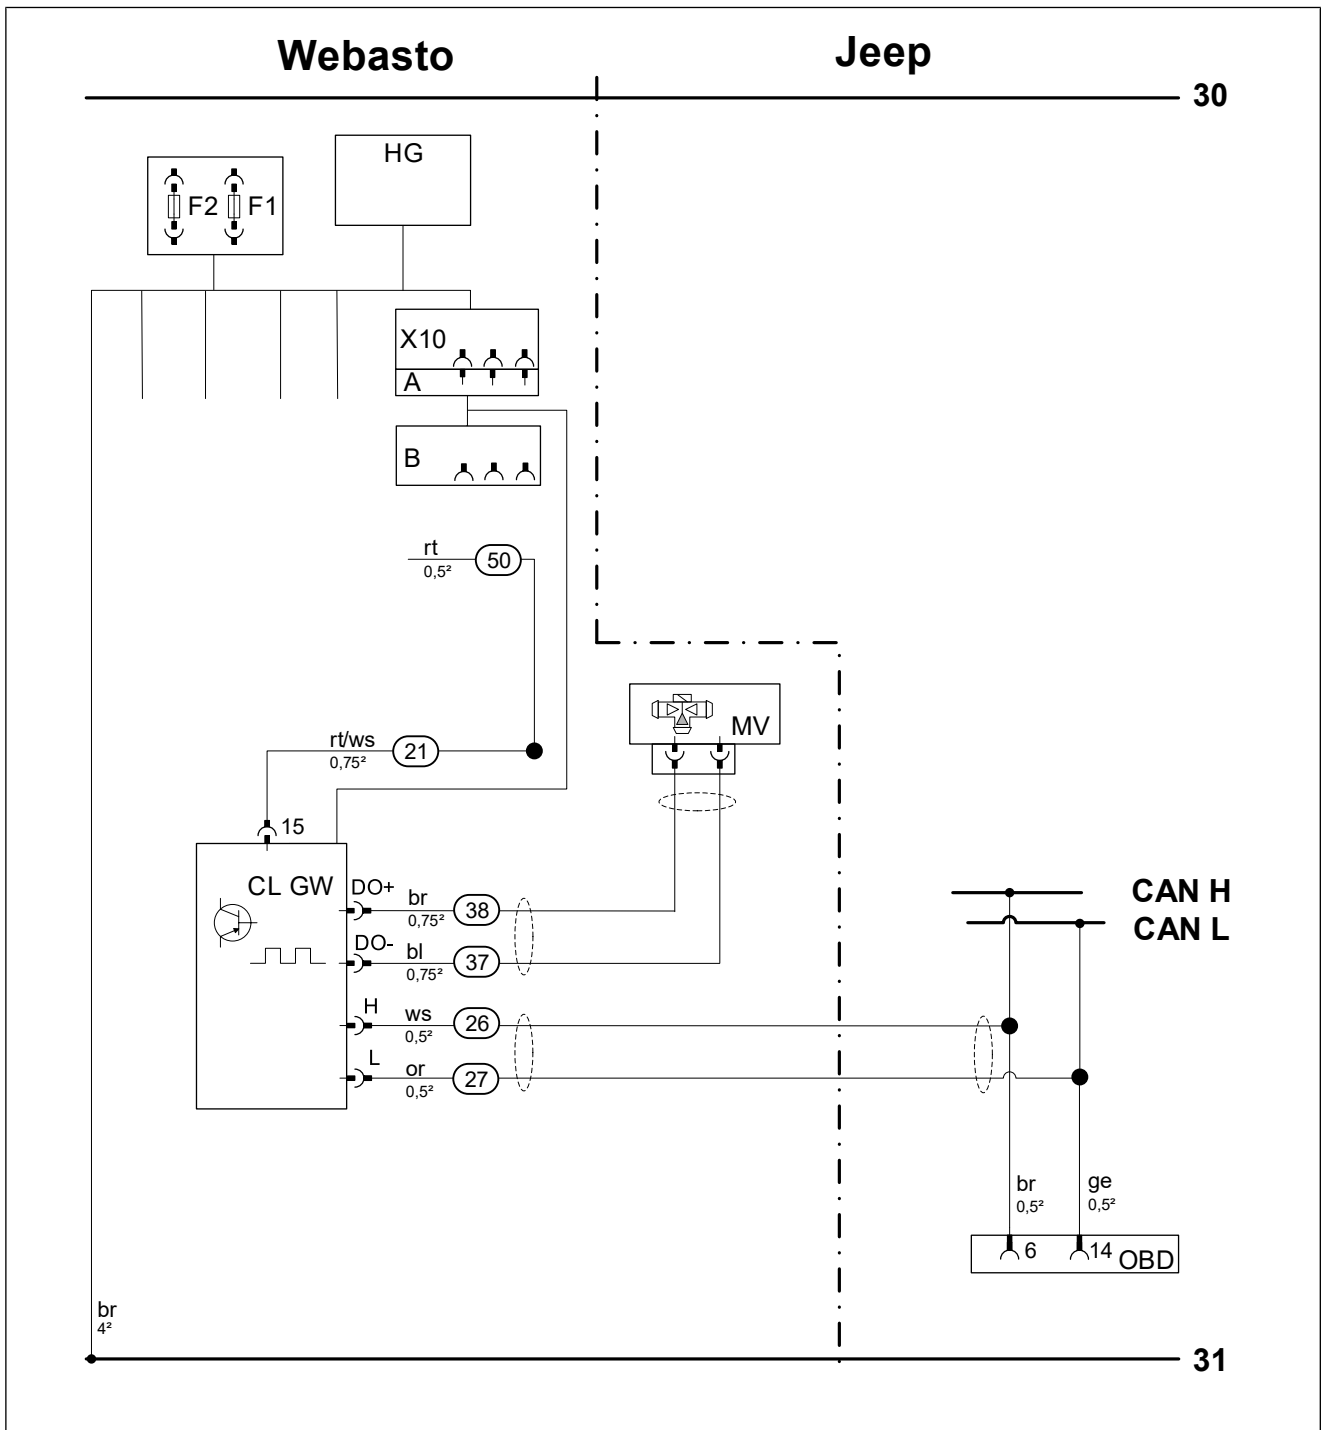 Webasto
Jeep
30
HG
F2 F1
X10
A
B
rt
0,5²
50
MV
rt/ws
0,75²
21
15
CL GW
DO+
br
0,75²
38
DO-
bl
0,75²
37
H
ws
0,5²
26
L
or
0,5²
27
CAN H
CAN L
br
0,5²
ge
0,5²
6
14
OBD
br
4²
31